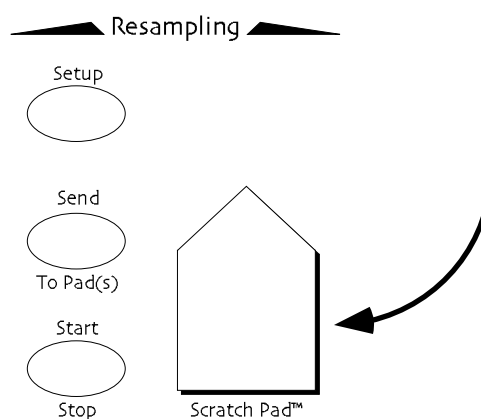 Resampling
Setup
Send
To Pad(s)
Start
Stop
Scratch Pad™